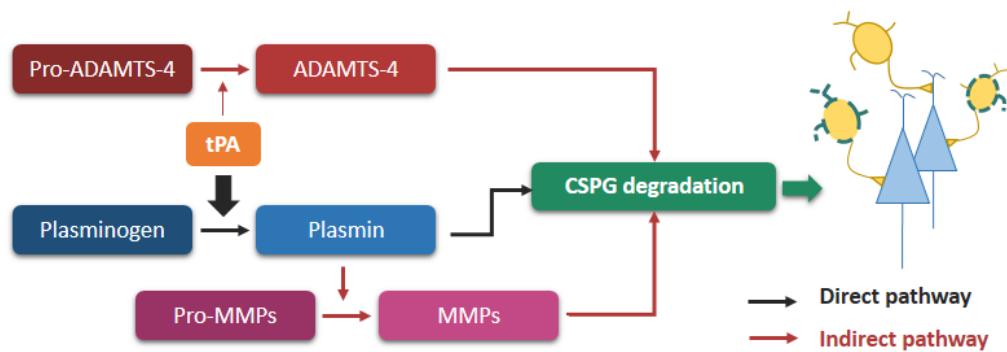 Pro-ADAMTS-4
ADAMTS-4
tPA
CSPG degradation
Plasminogen
Plasmin
Pro-MMPs
MMPs
Direct pathway
Indirect pathway